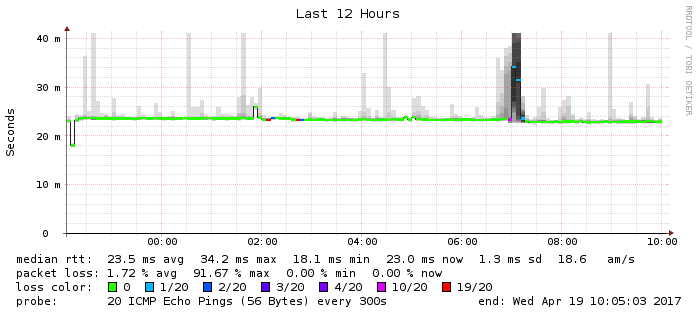 Last 12 Hours
RRDTOOL / TOBI OETIKER
Seconds
40 m
30 m
20 m
10 m
0
00:00 02:00 04:00 06:00 08:00 10:00
median rtt: 23.5 ms avg 34.2 ms max 18.1 ms min 23.0 ms now 1.3 ms sd 18.6 am/s
packet loss: 1.72 % avg 91.67 % max 0.00 % min 0.00 % now
loss color: 0 1/20 2/20 3/20 4/20 10/20 19/20
probe: 20 ICMP Echo Pings (56 Bytes) every 300s end: Wed Apr 19 10:05:03 2017